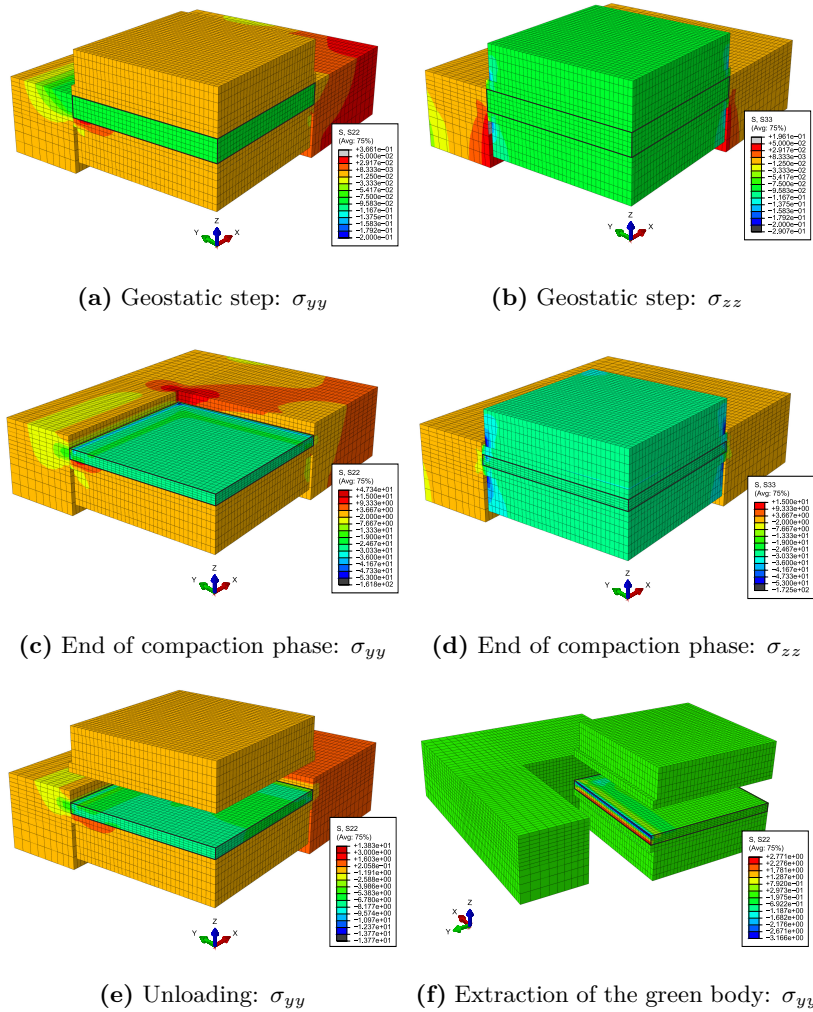 S, S22
(Avg: 75%)
+3.661e−01
+5.000e−02
+2.917e−02
+8.333e−03
−1.250e−02
−3.333e−02
−5.417e−02
−7.500e−02
−9.583e−02
−1.167e−01
−1.375e−01
−1.583e−01
−1.792e−01
−2.000e−01
Z
Y X
(a) Geostatic step: σyy
S, S33
(Avg: 75%)
+1.961e−01
+5.000e−02
+2.917e−02
+8.333e−03
−1.250e−02
−3.333e−02
−5.417e−02
−7.500e−02
−9.583e−02
−1.167e−01
−1.375e−01
−1.583e−01
−1.792e−01
−2.000e−01
−2.907e−01
Z
Y X
(b) Geostatic step: σzz
S, S22
(Avg: 75%)
+4.734e+01
+1.500e+01
+9.333e+00
+3.667e+00
−2.000e+00
−7.667e+00
−1.333e+01
−1.900e+01
−2.467e+01
−3.033e+01
−3.600e+01
−4.167e+01
−4.733e+01
−5.300e+01
−1.618e+02
Z
Y X
(c) End of compaction phase: σyy
S, S33
(Avg: 75%)
+1.500e+01
+9.333e+00
+3.667e+00
−2.000e+00
−7.667e+00
−1.333e+01
−1.900e+01
−2.467e+01
−3.033e+01
−3.600e+01
−4.167e+01
−4.733e+01
−5.300e+01
−1.725e+02
Z
Y X
(d) End of compaction phase: σzz
S, S22
(Avg: 75%)
+1.383e+01
+3.000e+00
+1.603e+00
+2.058e−01
−1.191e+00
−2.588e+00
−3.986e+00
−5.383e+00
−6.780e+00
−8.177e+00
−9.574e+00
−1.097e+01
−1.237e+01
−1.377e+01
−1.377e+01
Z
Y X
(e) Unloading: σyy
S, S22
(Avg: 75%)
+2.771e+00
+2.276e+00
+1.781e+00
+1.287e+00
+7.920e−01
+2.973e−01
−1.975e−01
−6.922e−01
−1.187e+00
−1.682e+00
−2.176e+00
−2.671e+00
−3.166e+00
Z
X
Y
(f) Extraction of the green body: σyy